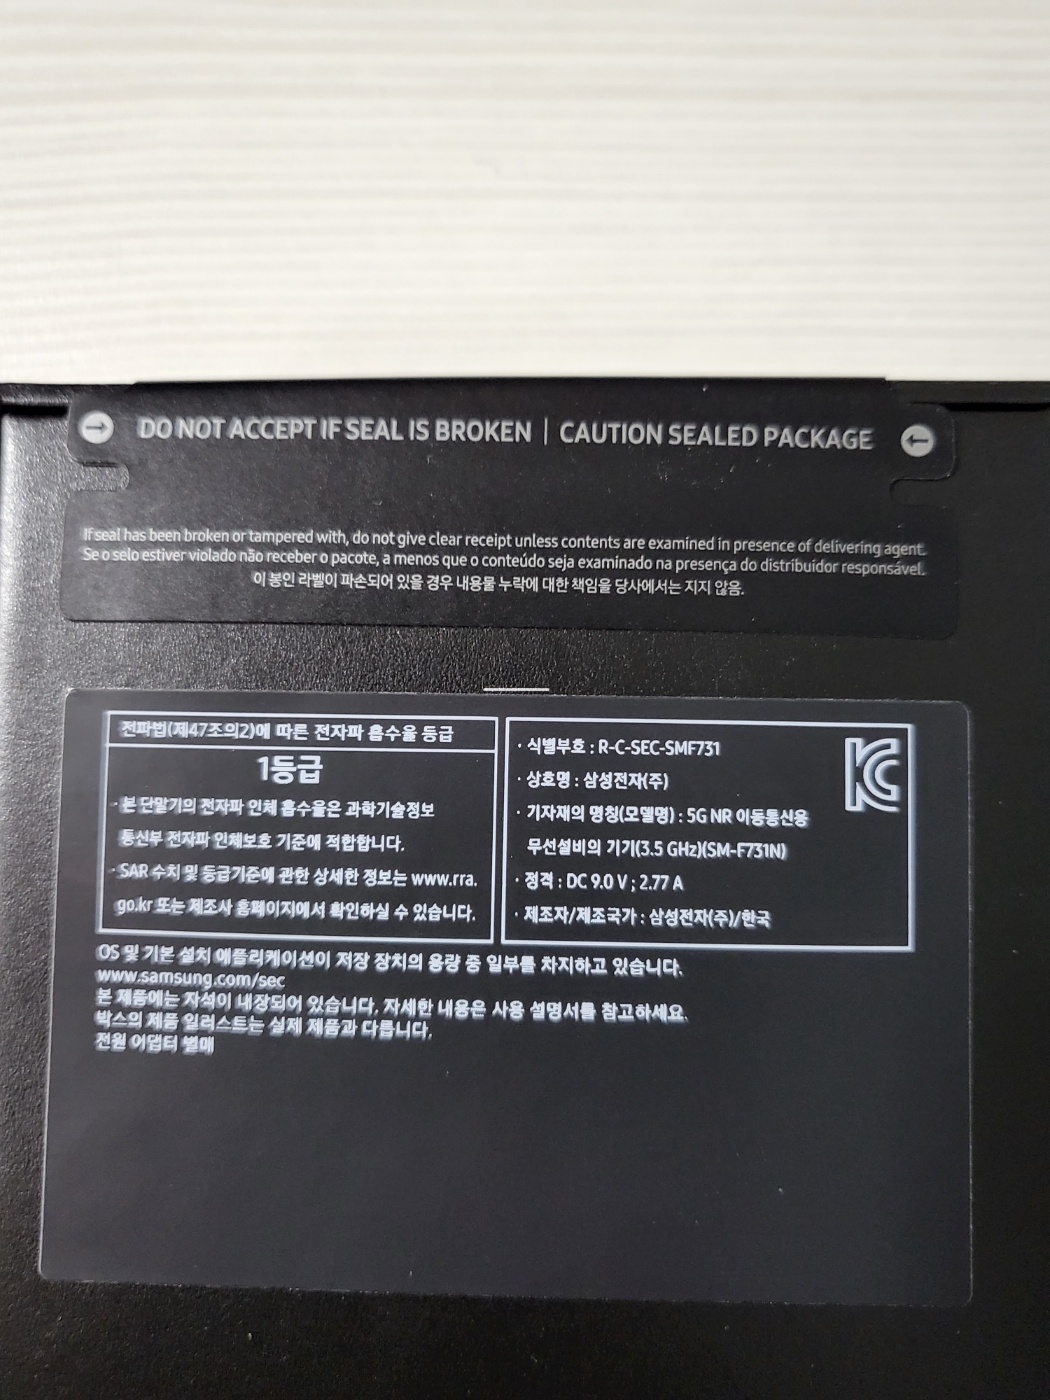 DO NOT ACCEPT IF SEAL IS BROKEN | CAUTION SEALED PACKAGE
If seal has been broken or tampered with, do not give clear receipt unless contents are examined in presence of delivering agent.
Se o selo estiver violado não receber o pacote, a menos que o conteúdo seja examinado na presença do distribuidor responsável.
이 봉인 라벨이 파손되어 있을 경우 내용물 누락에 대한 책임을 당사에서는 지지 않음.
전파법(제47조의2)에 따른 전자파 흡수율 등급
1등급
· 본 단말기의 전자파 인체 흡수율은 과학기술정보
통신부 전자파 인체보호 기준에 적합합니다.
· SAR 수치 및 등급기준에 관한 상세한 정보는 www.rra.
go.kr 또는 제조사 홈페이지에서 확인하실 수 있습니다.
· 식별부호 : R-C-SEC-SMF731
· 상호명 : 삼성전자(주)
· 기자재의 명칭(모델명) : 5G NR 이동통신용
무선설비의 기기(3.5 GHz)(SM-F731N)
· 정격 : DC 9.0 V ; 2.77 A
· 제조자/제조국가 : 삼성전자(주)/한국
KC
OS 및 기본 설치 애플리케이션이 저장 장치의 용량 중 일부를 차지하고 있습니다.
www.samsung.com/sec
본 제품에는 자석이 내장되어 있습니다. 자세한 내용은 사용 설명서를 참고하세요.
박스의 제품 일러스트는 실제 제품과 다릅니다.
전원 어댑터 별매